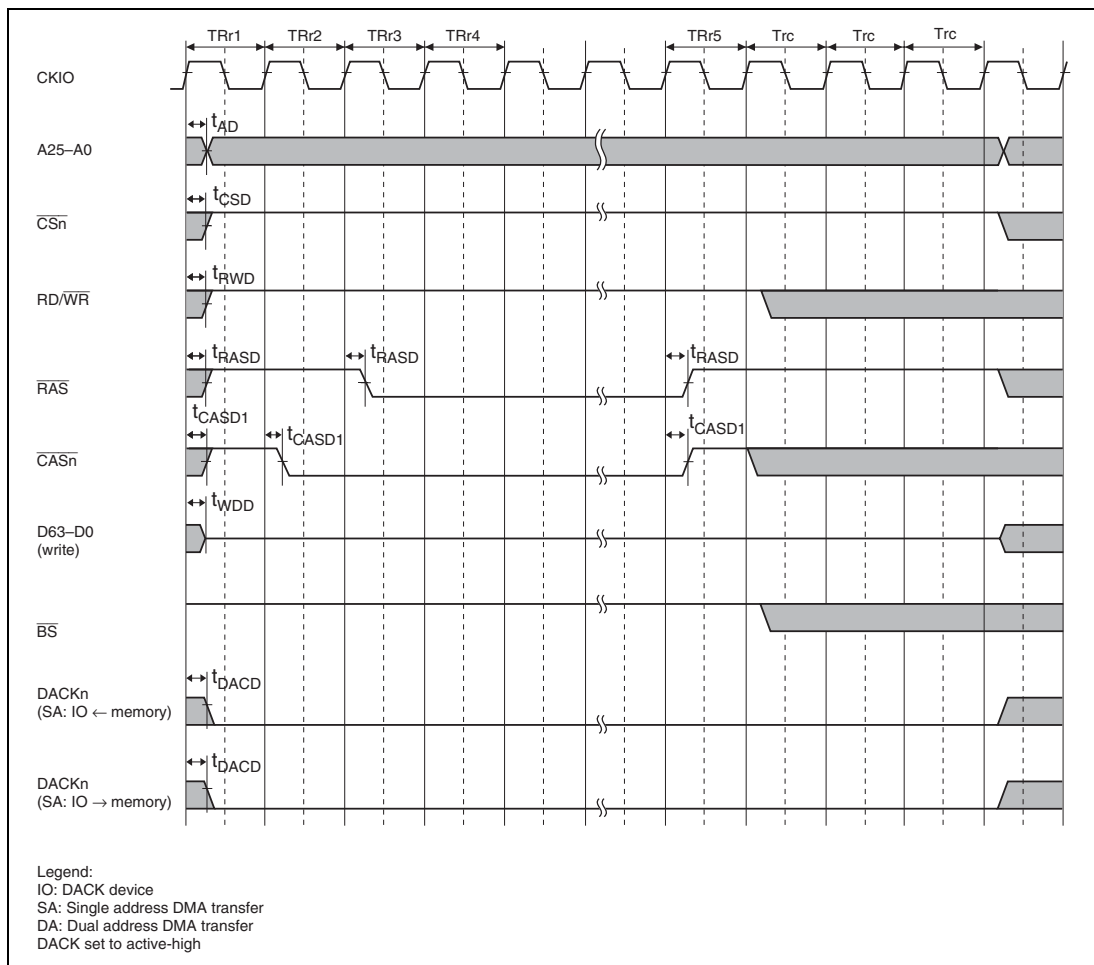 TRr1 TRr2 TRr3 TRr4 TRr5 Trc Trc Trc
CKIO
tAD
A25–A0
tCSD
CSn
tRWD
RD/WR
tRASD tRASD tRASD
RAS
tCASD1 tCASD1 tCASD1
CASn
tWDD
D63–D0
(write)
BS
tDACD
DACKn
(SA: IO ← memory)
tDACD
DACKn
(SA: IO → memory)
Legend:
IO: DACK device
SA: Single address DMA transfer
DA: Dual address DMA transfer
DACK set to active-high